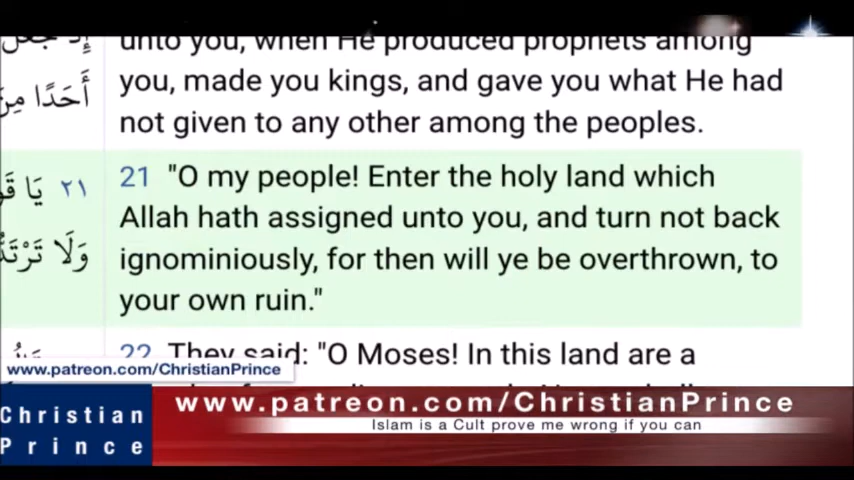 unto you, when He produced prophets among
you, made you kings, and gave you what He had
أَحَدًا مِنَ
not given to any other among the peoples.
٢١ يَا قَوْ
21 "O my people! Enter the holy land which
Allah hath assigned unto you, and turn not back
وَلَا تَرْتَدُّ
ignominiously, for then will ye be overthrown, to
your own ruin."
22 They said: "O Moses! In this land are a
www.patreon.com/ChristianPrince
Christian
Prince
www.patreon.com/ChristianPrince
Islam is a Cult prove me wrong if you can